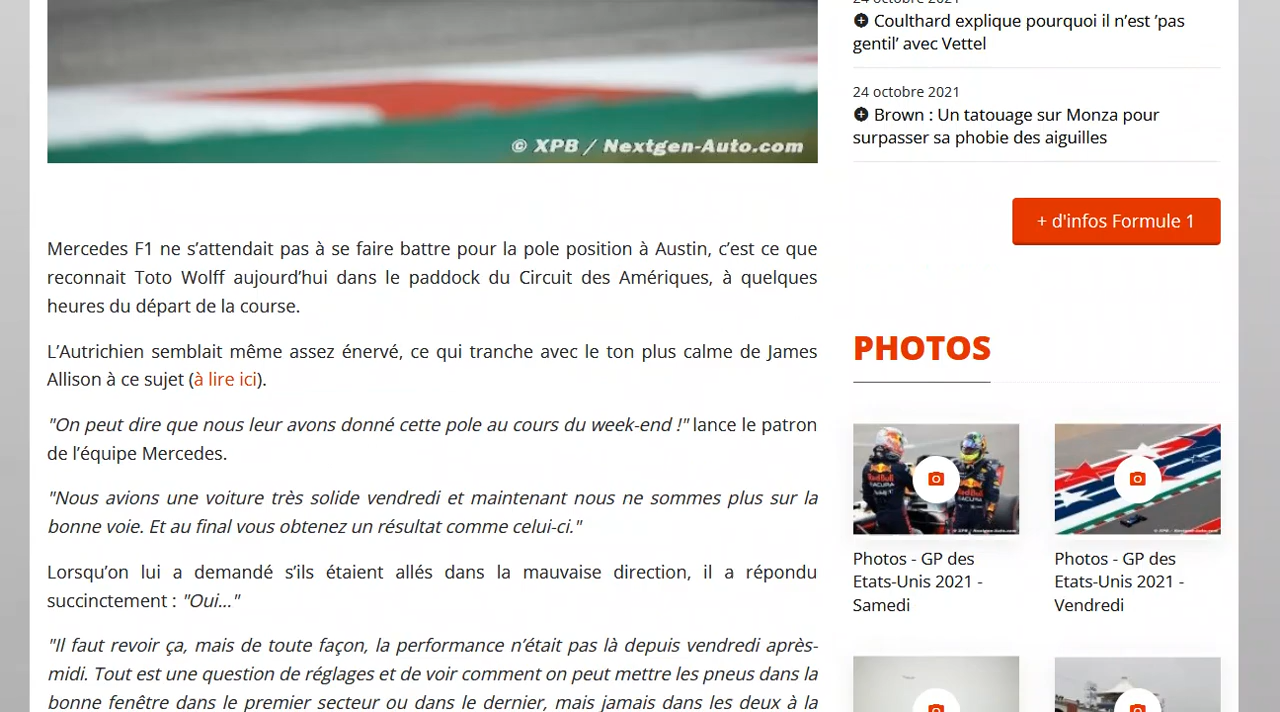 © XPB / Nextgen-Auto.com
Mercedes F1 ne s’attendait pas à se faire battre pour la pole position à Austin, c’est ce que
reconnait Toto Wolff aujourd’hui dans le paddock du Circuit des Amériques, à quelques
heures du départ de la course.
L’Autrichien semblait même assez énervé, ce qui tranche avec le ton plus calme de James
Allison à ce sujet (à lire ici).
"On peut dire que nous leur avons donné cette pole au cours du week-end !" lance le patron
de l’équipe Mercedes.
"Nous avions une voiture très solide vendredi et maintenant nous ne sommes plus sur la
bonne voie. Et au final vous obtenez un résultat comme celui-ci."
Lorsqu’on lui a demandé s’ils étaient allés dans la mauvaise direction, il a répondu
succinctement : "Oui..."
"Il faut revoir ça, mais de toute façon, la performance n’était pas là depuis vendredi après-
midi. Tout est une question de réglages et de voir comment on peut mettre les pneus dans la
bonne fenêtre dans le premier secteur ou dans le dernier, mais jamais dans les deux à la
24 octobre 2021
Coulthard explique pourquoi il n’est ’pas
gentil’ avec Vettel
24 octobre 2021
Brown : Un tatouage sur Monza pour
surpasser sa phobie des aiguilles
+ d'infos Formule 1
PHOTOS
Photos - GP des
Etats-Unis 2021 -
Samedi
Photos - GP des
Etats-Unis 2021 -
Vendredi